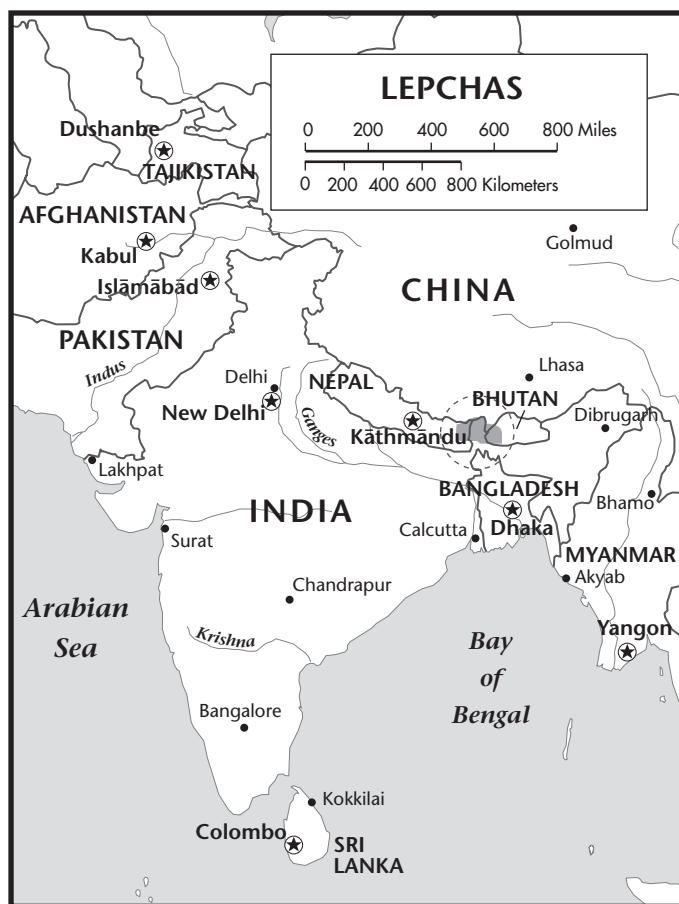 LEPCHAS
0 200 400 600 800 Miles
0 200 400 600 800 Kilometers
Dushanbe
TAJIKISTAN
AFGHANISTAN
Kabul
Islāmābād
Golmud
CHINA
PAKISTAN
Indus
Delhi
New Delhi
NEPAL
Lhasa
BHUTAN
Dibrugarh
Ganges
Kāthmāndu
Lakhpat
BANGLADESH
Bhamo
INDIA
Surat
Calcutta
Dhaka
MYANMAR
Akyab
Chandrapur
Arabian
Sea
Krishna
Bay
of
Bengal
Yangon
Bangalore
Kokkilai
Colombo
SRI
LANKA